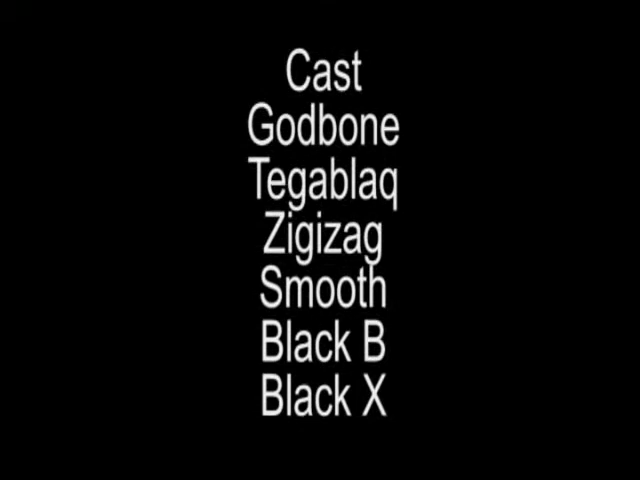 Cast
Godbone
Tegablaq
Zigizag
Smooth
Black B
Black X